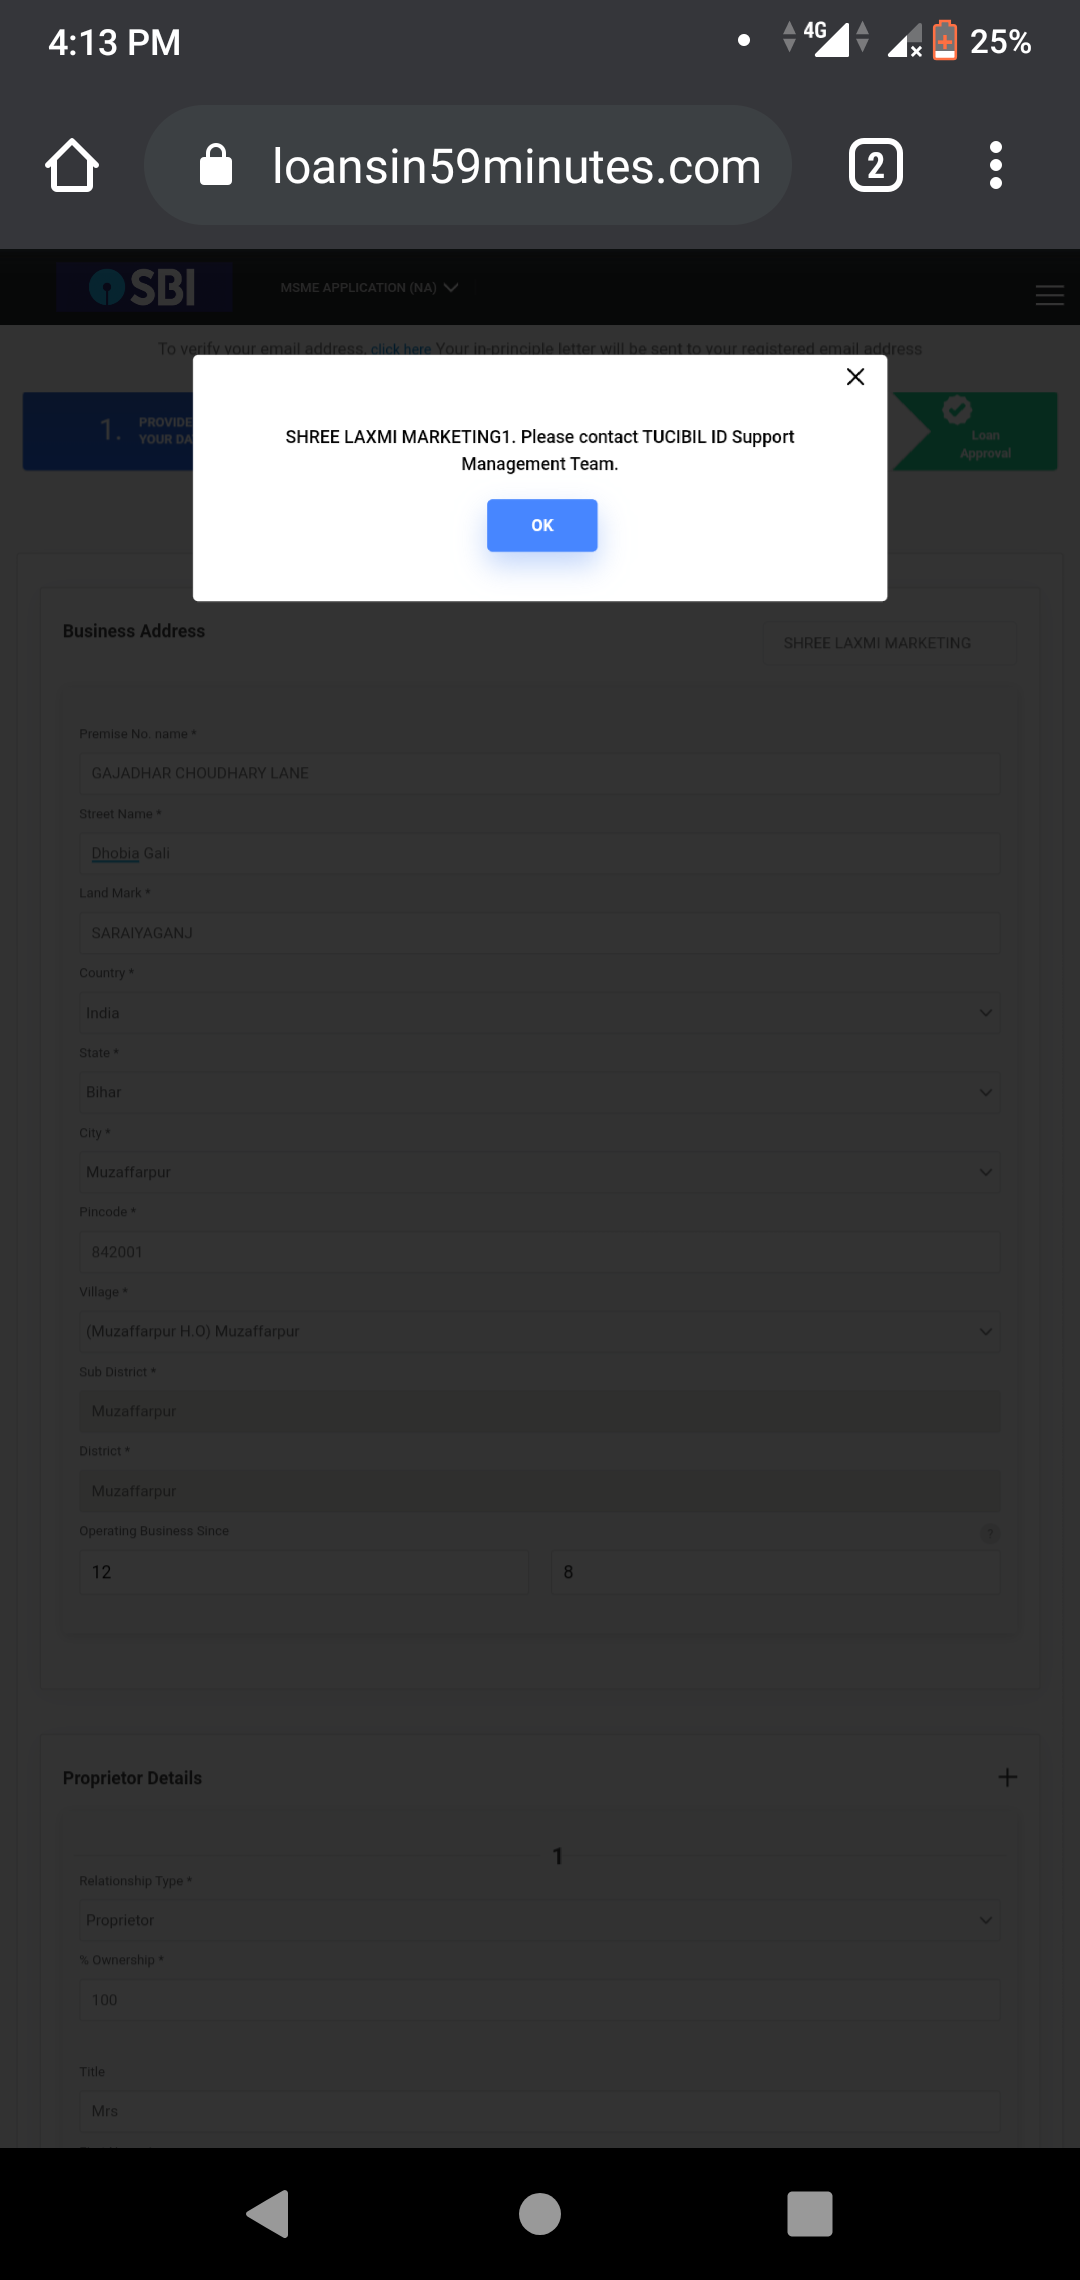 4:13 PM
4G
25%
loansin59minutes.com
2
SBI
MSME APPLICATION (NA)
To verify your email address, click here Your in-principle letter will be sent to your registered email address
1. PROVIDE
YOUR DA
Loan
Approval
SHREE LAXMI MARKETING1. Please contact TUCIBIL ID Support
Management Team.
OK
Business Address
SHREE LAXMI MARKETING
Premise No. name *
GAJADHAR CHOUDHARY LANE
Street Name *
Dhobia Gali
Land Mark *
SARAIYAGANJ
Country *
India
State *
Bihar
City *
Muzaffarpur
Pincode *
842001
Village *
(Muzaffarpur H.O) Muzaffarpur
Sub District *
Muzaffarpur
District *
Muzaffarpur
Operating Business Since
?
12
8
Proprietor Details
1
Relationship Type *
Proprietor
% Ownership *
100
Title
Mrs